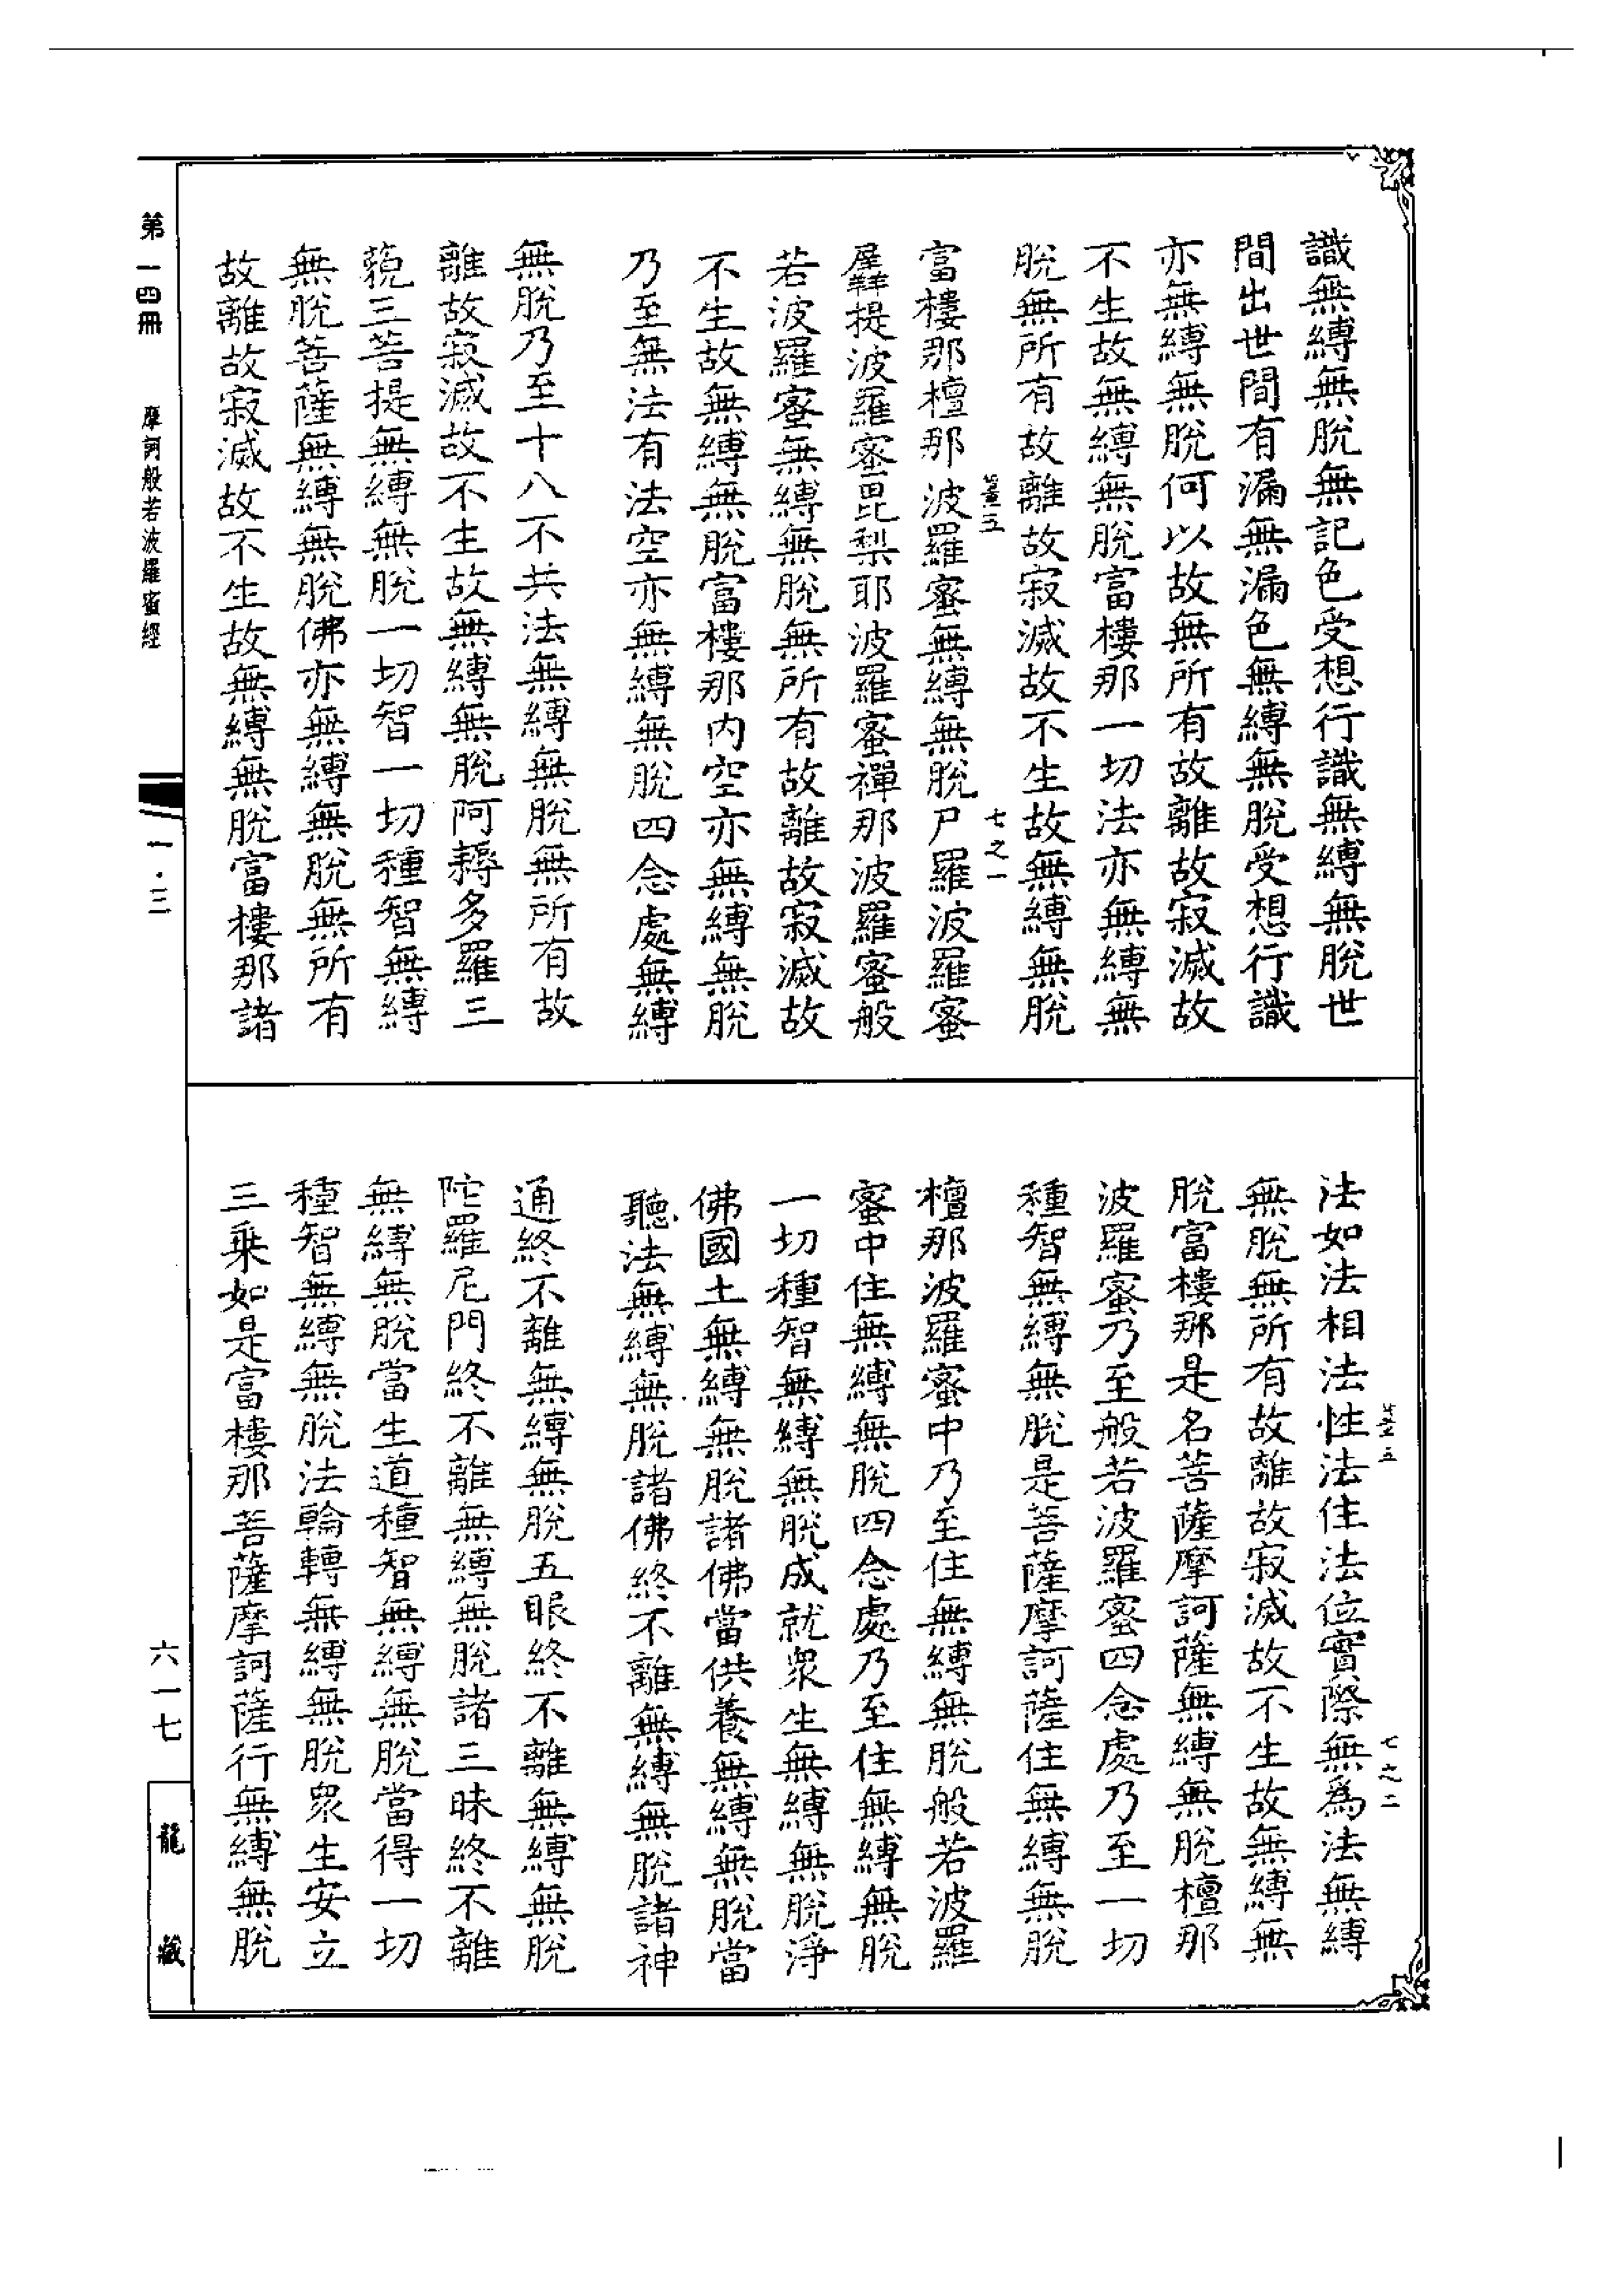 識無縛無脫無記色受想行識無縛無脫世
間出世間有漏無漏色無縛無脫受想行識
亦無縛無脫何以故無所有故離故寂滅故
不生故無縛無脫富樓那一切法亦無縛無
脫無所有故離故寂滅故不生故無縛無脫
七之一
富樓那檀那波羅蜜無縛無脫尸羅波羅蜜
羼提波羅蜜毘梨耶波羅蜜禪那波羅蜜般
若波羅蜜無縛無脫無所有故離故寂滅故
不生故無縛無脫富樓那内空亦無縛無脫
乃至無法有法空亦無縛無脫四念處無縛
無脫乃至十八不共法無縛無脫無所有故
離故寂滅故不生故無縛無脫阿耨多羅三
藐三菩提無縛無脫一切智一切種智無縛
無脫菩薩無縛無脫佛亦無縛無脫無所有
故離故寂滅故不生故無縛無脫富樓那諸
七之二
法如法相法性法住法位實際無為法無縛
無脫無所有故離故寂滅故不生故無縛無
脫富樓那是名菩薩摩訶薩無縛無脫檀那
波羅蜜乃至般若波羅蜜四念處乃至一切
種智無縛無脫是菩薩摩訶薩住無縛無脫
檀那波羅蜜中乃至住無縛無脫般若波羅
蜜中住無縛無脫四念處乃至住無縛無脫
一切種智無縛無脫成就衆生無縛無脫淨
佛國土無縛無脫諸佛當供養無縛無脫當
聽法無縛無脫諸佛終不離無縛無脫諸神
通終不離無縛無脫五眼終不離無縛無脫
陀羅尼門終不離無縛無脫諸三昧終不離
無縛無脫當生道種智無縛無脫當得一切
種智無縛無脫法輪轉無縛無脫衆生安立
三乘如是富樓那菩薩摩訶薩行無縛無脫
第一四冊
摩訶般若波羅蜜經
一·三
六一七
龍藏